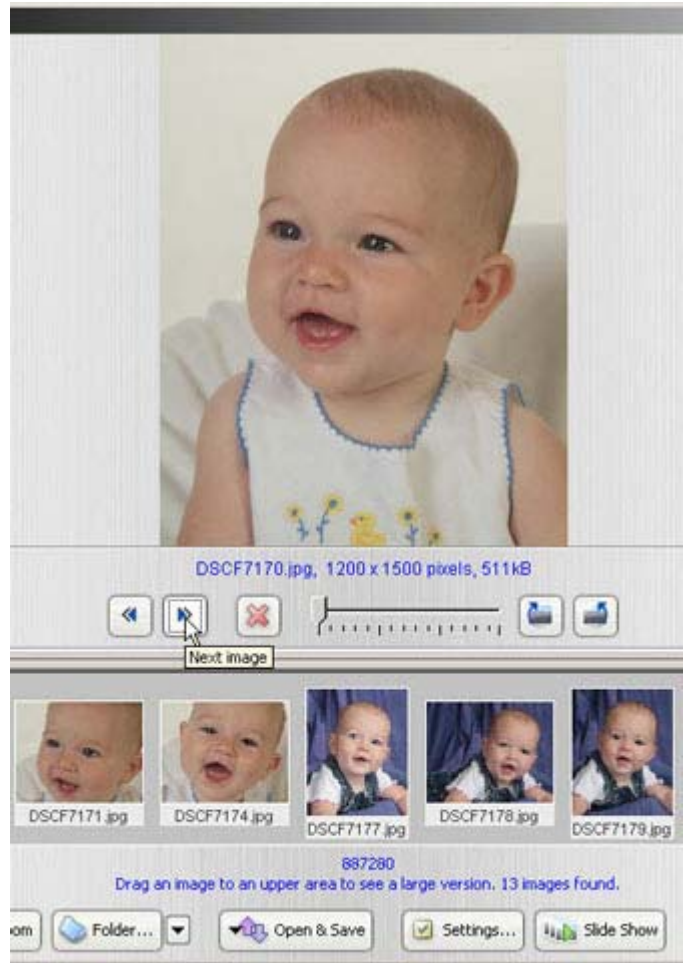 DSCF7170.jpg, 1200 x 1500 pixels, 511kB
Next image
DSCF7171.jpg DSCF7174.jpg DSCF7177.jpg DSCF7178.jpg DSCF7179.jpg
887280
Drag an image to an upper area to see a large version. 13 images found.
om Folder... Open & Save Settings... Slide Show